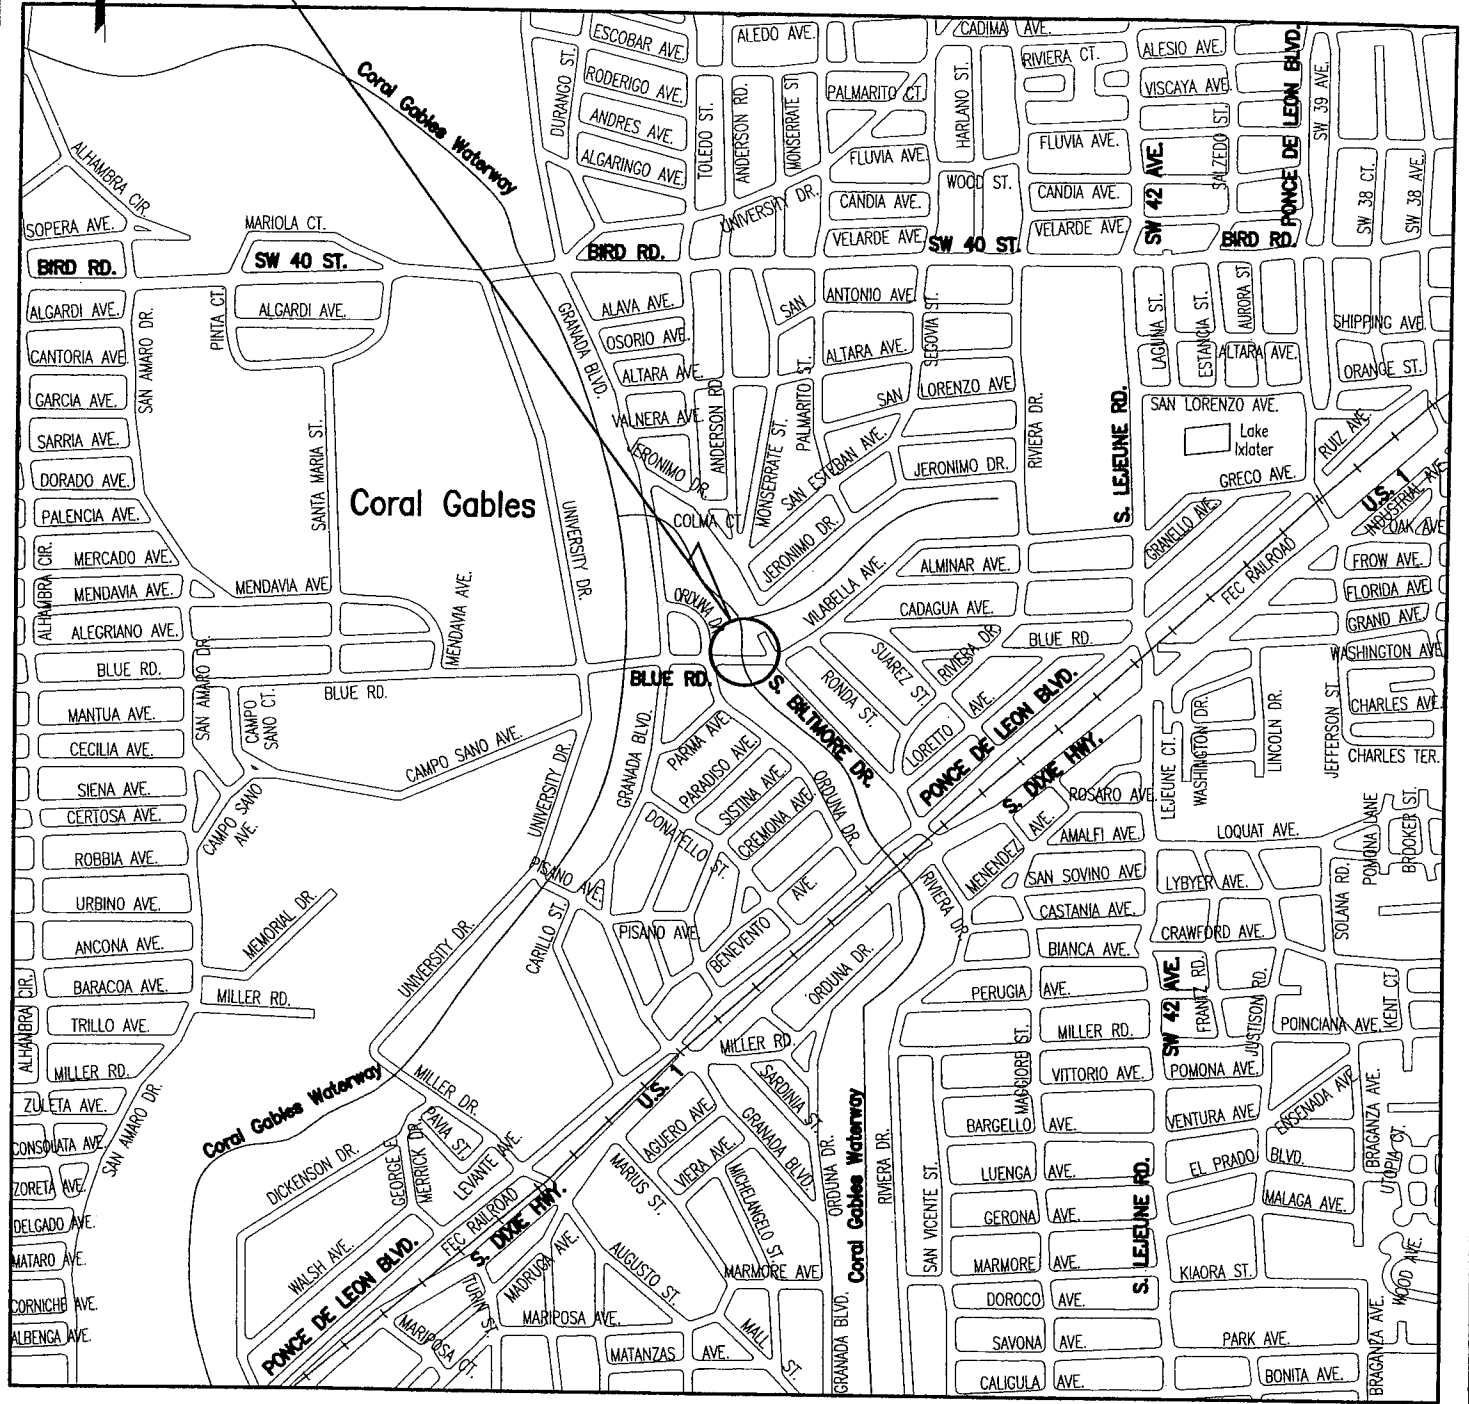 ESCOBAR AVE.
ALEDO AVE.
CADIMA AVE.
ALESIO AVE.
PONCE DE LEON BLVD.
SW 39 AVE.
Coral Gables Waterway
DURANGO ST.
RODERIGO AVE.
TOLEDO ST.
ANDERSON RD.
MONSERRATE ST
PALMARITO CT.
HARLANO ST.
RIVIERA CT.
VISCAYA AVE
SALZEDO ST.
ANDRES AVE.
ALGARINGO AVE.
FLUVIA AVE.
FLUVIA AVE.
SW 42 AVE.
ALHAMBRA CIR.
WOOD ST.
CANDIA AVE.
CANDIA AVE.
SW 38 CT.
SW 38 AVE.
UNIVERSITY DR.
SOPERA AVE.
MARIOLA CT.
VELARDE AVE.
VELARDE AVE.
BIRD RD.
SW 40 ST.
BIRD RD.
SW 40 ST.
BIRD RD.
ALGARDI AVE.
SAN AMARO DR.
PINTA CT.
ALGARDI AVE.
GRANADA BLVD.
ALAVA AVE.
SAN
ANTONIO AVE.
SEGOVIA ST.
LAGUNA ST.
ESTANCIA ST.
AURORA ST
SHIPPING AVE.
OSORIO AVE.
CANTORIA AVE.
ALTARA AVE.
ALTARA AVE.
ALTARA AVE.
ORANGE ST.
GARCIA AVE.
PALMARITO ST.
SAN LORENZO AVE
SAN LORENZO AVE.
SARRIA AVE.
SANTA MARIA ST.
VALNERA AVE.
ANDERSON RD
MONSERRATE ST.
SAN ESTEBAN AVE.
RIVIERA DR.
S. LEJEUNE RD.
Lake
Ixlater
RUIZ AVE.
DORADO AVE.
JERONIMO DR.
JERONIMO DR.
GRECO AVE.
U.S. 1
INDUSTRIAL AVE
Coral Gables
PALENCIA AVE.
UNIVERSITY DR.
COLMA CT.
JERONIMO DR.
GRANELLO AVE.
OAK AVE
ALHAMBRA CIR.
MERCADO AVE.
VILABELLA AVE.
ALMINAR AVE.
FEC RAILROAD
FROW AVE.
MENDAVIA AVE.
MENDAVIA AVE.
MENDAVIA AVE.
ORDUNA DR.
CADAGUA AVE.
FLORIDA AVE
ALEGRIANO AVE.
GRAND AVE.
BLUE RD.
SAN AMARO DR.
BLUE RD.
BLUE RD.
SUAREZ ST.
RIVIERA DR.
BLUE RD.
WASHINGTON AVE.
MANTUA AVE.
CAMPO
SANO CT.
GRANADA BLVD.
S. BILTMORE DR.
RONDA ST.
LORETTO AVE.
PONCE DE LEON BLVD.
WASHINGTON DR.
LINCOLN DR.
JEFFERSON ST.
CHARLES AVE.
CECILIA AVE.
CAMPO SANO AVE.
PARMA AVE.
PARADISO AVE.
S. DIXIE HWY.
LEJEUNE CT.
CHARLES TER.
SIENA AVE.
CAMPO SANO
AVE.
UNIVERSITY DR.
SISTINA AVE.
CREMONA AVE.
ORDUNA DR.
ROSARO AVE.
POMONA LANE
BROOKER ST.
CERTOSA AVE.
DONATELLO ST.
AMALFI AVE.
LOQUAT AVE.
ROBBIA AVE.
PISANO AVE.
RIVIERA DR.
MENENDEZ AVE.
SAN SOVINO AVE
LYBYER AVE.
SOLANA RD.
URBINO AVE.
MEMORIAL DR.
UNIVERSITY DR.
CARILLO ST.
PISANO AVE.
BENEVENTO AVE.
CASTANIA AVE.
ANCONA AVE.
BIANCA AVE.
CRAWFORD AVE.
ORDUNA DR.
ALHAMBRA CIR.
BARACOA AVE.
MILLER RD.
PERUGIA AVE.
SW 42 AVE.
FRANTZ RD.
JUSTISON RD.
KENT CT
TRILLO AVE.
MILLER RD.
MAGGIORE ST.
MILLER RD.
POINCIANA AVE.
MILLER RD.
Coral Gables Waterway
MILLER DR.
U.S. 1
SARDINIA ST.
VITTORIO AVE.
POMONA AVE.
ZULETA AVE.
SAN AMARO DR.
PAVIA ST.
AGUERO AVE.
GRANADA BLVD.
Coral Gables Waterway
BARGELLO AVE.
VENTURA AVE.
ENSENADA AVE
BRAGANZA AVE.
UTOPIA CT.
CONSOLATA AVE.
DICKENSON DR.
GEORGE E
MERRICK DR.
LEVANTE AVE.
MARIUS ST.
VIERA AVE.
ORDUNA DR.
RIVIERA DR.
SAN VICENTE ST.
LUENGA AVE.
S. LEJEUNE RD.
EL PRADO BLVD.
ZORETA AVE.
FEC RAILROAD
S. DIXIE HWY.
MICHELANGELO ST.
MALAGA AVE.
DELGADO AVE.
GERONA AVE.
WALSH AVE.
PONCE DE LEON BLVD.
MATARO AVE.
MADRUGA AVE.
AUGUSTO ST.
MARMORE AVE
MARMORE AVE.
KIAORA ST.
WOOD AVE.
CORNICHE AVE.
TURIN ST.
MARIPOSA AVE.
DOROCO AVE.
ALBENGA AVE.
MARIPOSA CT.
MALL ST.
GRANADA BLVD.
SAVONA AVE.
PARK AVE.
BRAGANZA AVE.
MATANZAS AVE.
CALIGULA AVE.
BONITA AVE.